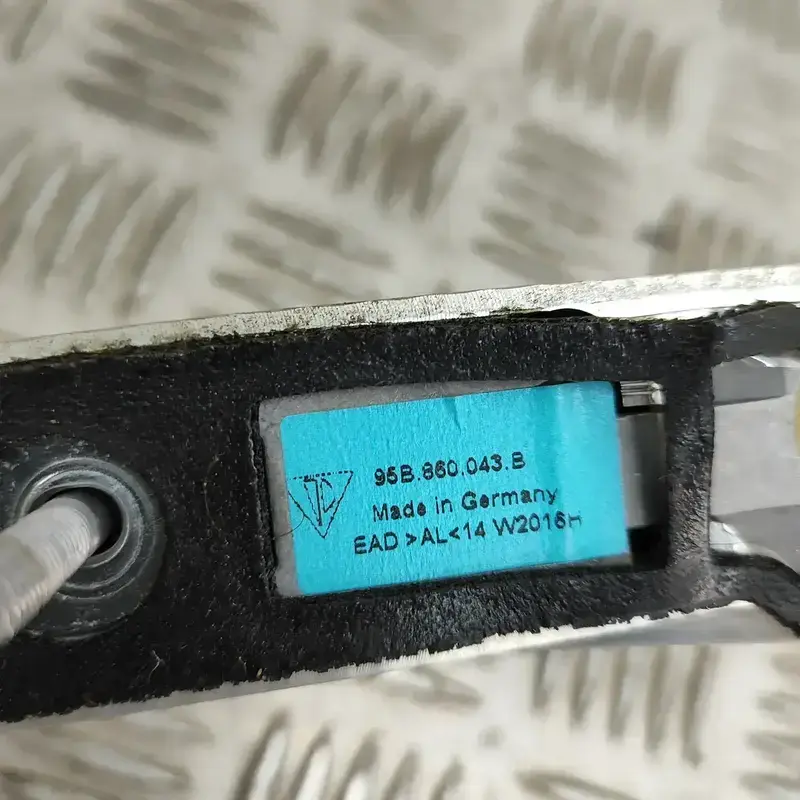 95B.860.043.B
Made in Germany
EAD >AL<14 W2016H